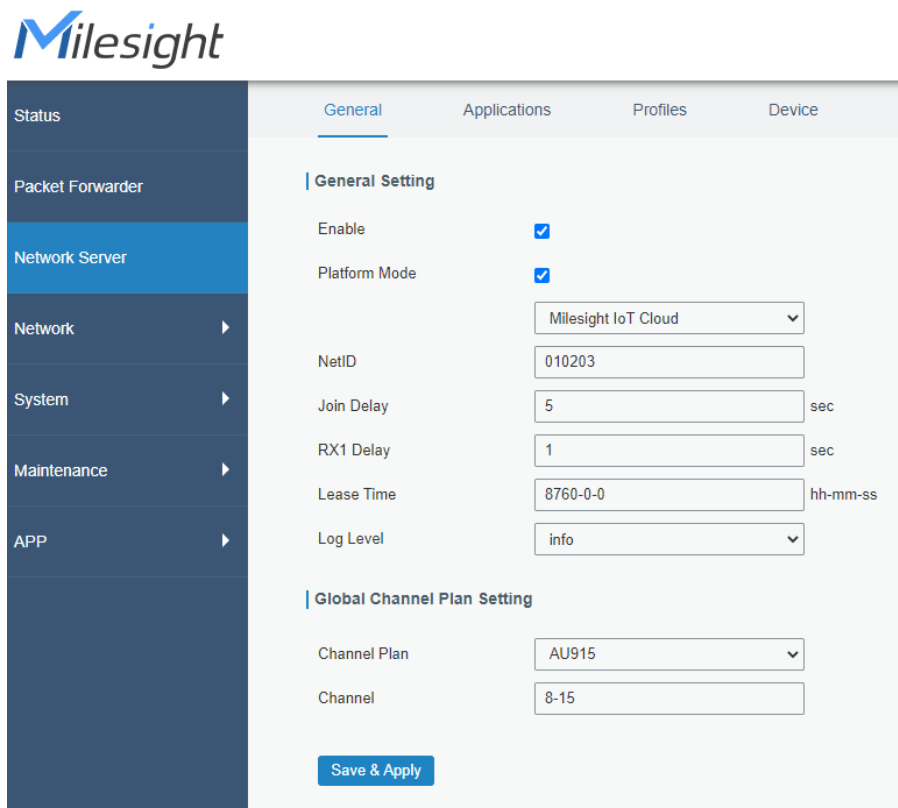 Milesight
Status
Packet Forwarder
Network Server
Network
System
Maintenance
APP
General Applications Profiles Device
General Setting
Enable
Platform Mode
Milesight IoT Cloud
NetID 010203
Join Delay 5 sec
RX1 Delay 1 sec
Lease Time 8760-0-0 hh-mm-ss
Log Level info
Global Channel Plan Setting
Channel Plan AU915
Channel 8-15
Save & Apply